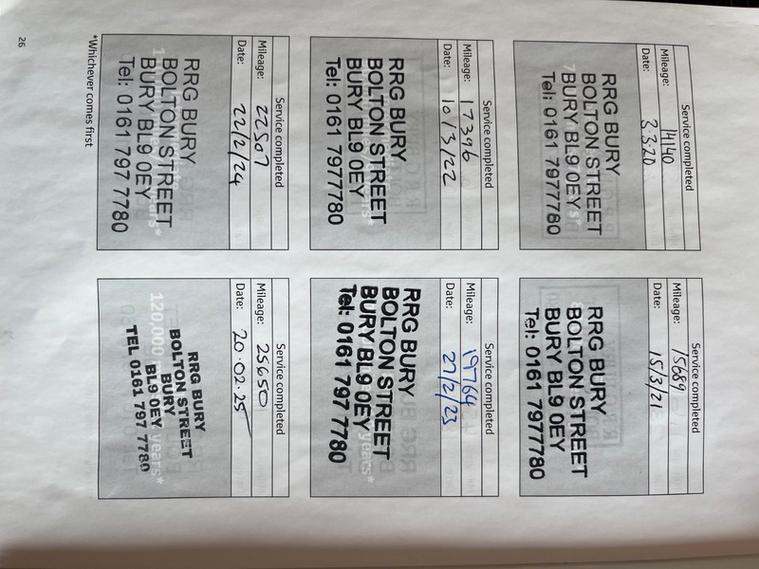 Service completed
Mileage: 14140
Date: 3.3.20
RRG BURY
BOLTON STREET
BURY BL9 0EY
Tel: 0161 7977780
Service completed
Mileage: 15689
Date: 15/3/21
RRG BURY
BOLTON STREET
BURY BL9 0EY
Tel: 0161 7977780
Service completed
Mileage: 17396
Date: 10/3/22
RRG BURY
BOLTON STREET
BURY BL9 0EY
Tel: 0161 7977780
Service completed
Mileage: 19764
Date: 27/2/23
RRG BURY
BOLTON STREET
BURY BL9 0EY
Tel: 0161 797 7780
Service completed
Mileage: 22507
Date: 22/2/24
RRG BURY
BOLTON STREET
BURY BL9 0EY
Tel: 0161 797 7780
Service completed
Mileage: 25650
Date: 20.02.25
RRG BURY
BOLTON STREET
BURY
BL9 0EY
TEL 0161 797 7780
120,000 years*
*Whichever comes first
26